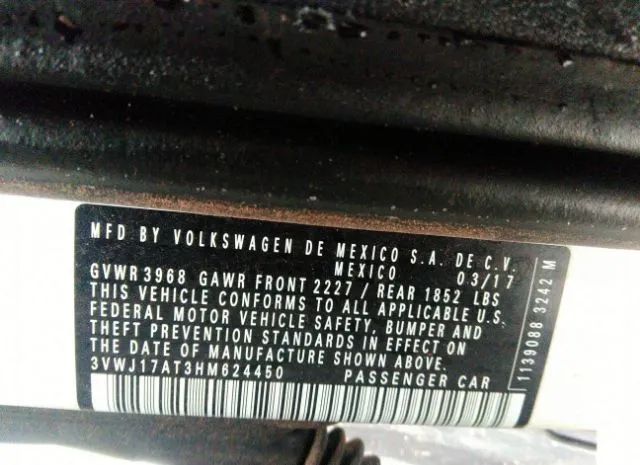 MFD BY VOLKSWAGEN DE MEXICO S.A. DE C.V.
MEXICO 03/17
GVWR 3968 GAWR FRONT 2227 / REAR 1852 LBS
THIS VEHICLE CONFORMS TO ALL APPLICABLE U.S.
FEDERAL MOTOR VEHICLE SAFETY, BUMPER AND
THEFT PREVENTION STANDARDS IN EFFECT ON
THE DATE OF MANUFACTURE SHOWN ABOVE.
3VWJ17AT3HM624450 PASSENGER CAR
1139088 3242 M